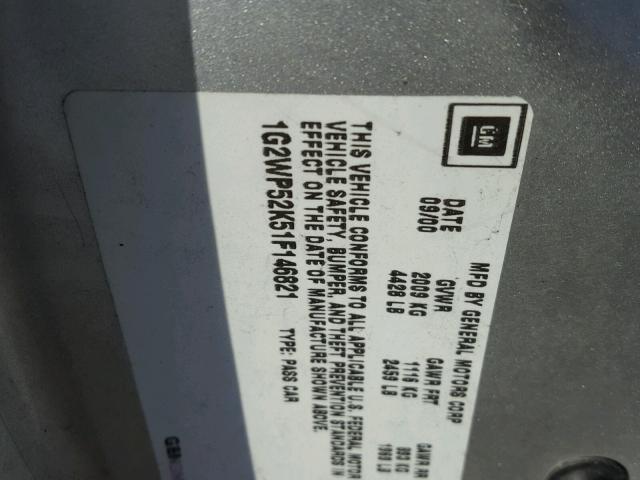 GM
MFD BY GENERAL MOTORS CORP
DATE GVWR GAWR FRT GAWR RR
09/00 2009 KG 1116 KG 893 KG
4428 LB 2459 LB 1969 LB
THIS VEHICLE CONFORMS TO ALL APPLICABLE U.S. FEDERAL MOTOR
VEHICLE SAFETY, BUMPER, AND THEFT PREVENTION STANDARDS IN
EFFECT ON THE DATE OF MANUFACTURE SHOWN ABOVE.
1G2WP52K51F146821 TYPE: PASS CAR